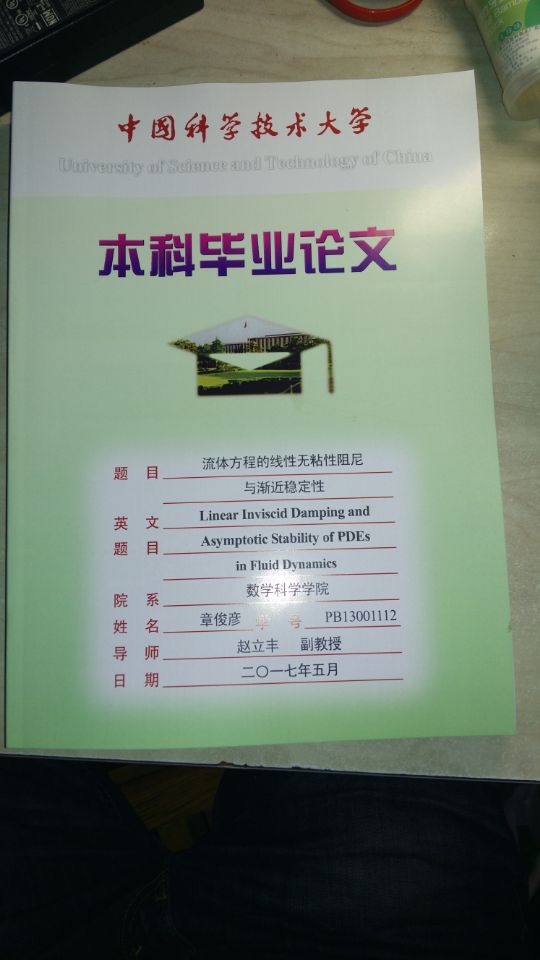 中国科学技术大学
University of Science and Technology of China
本科毕业论文
题 目 流体方程的线性无粘性阻尼
与渐近稳定性
英 文 Linear Inviscid Damping and
题 目 Asymptotic Stability of PDEs
in Fluid Dynamics
院 系 数学科学学院
姓 名 章俊彦 学 号 PB13001112
导 师 赵立丰 副教授
日 期 二〇一七年五月